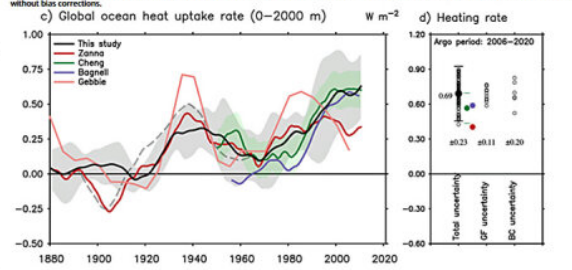 without bias corrections.
c) Global ocean heat uptake rate (0−2000 m) W m⁻²
This study
Zanna
Cheng
Bagnell
Gebbie
1.00
0.75
0.50
0.25
0.00
−0.25
−0.50
1880 1900 1920 1940 1960 1980 2000 2020
d) Heating rate
Argo period: 2006−2020
1.20
0.90
0.60
0.30
0.00
−0.30
−0.60
0.69
±0.23 ±0.11 ±0.20
Total uncertainty
GF uncertainty
BC uncertainty